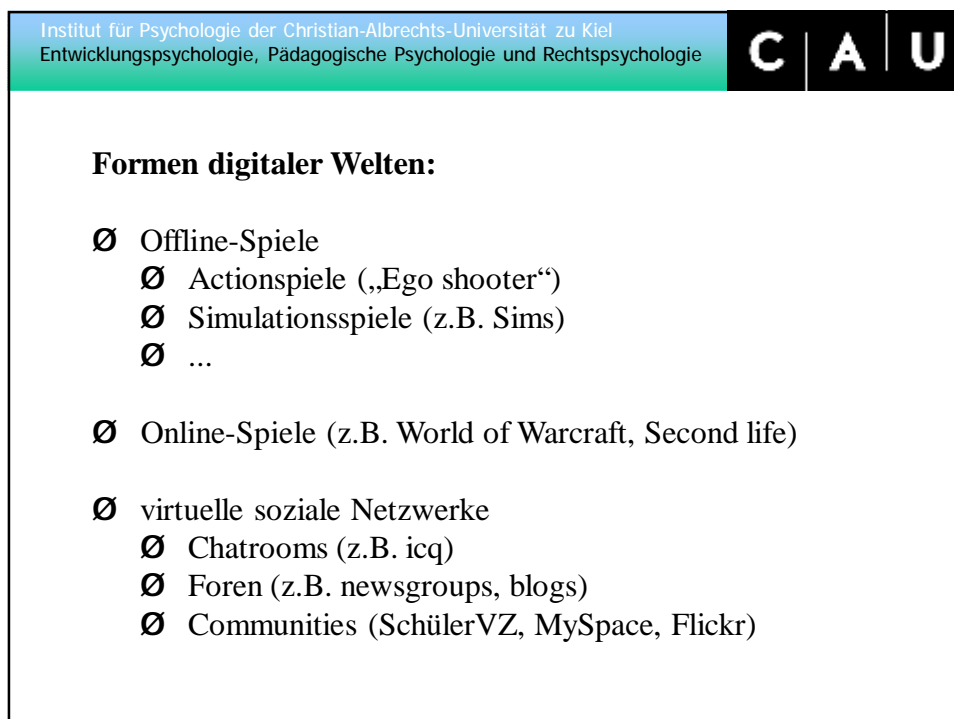 Institut für Psychologie der Christian-Albrechts-Universität zu Kiel
Entwicklungspsychologie, Pädagogische Psychologie und Rechtspsychologie
C | A | U
Formen digitaler Welten:
Ø Offline-Spiele
Ø Actionspiele („Ego shooter“)
Ø Simulationsspiele (z.B. Sims)
Ø ...
Ø Online-Spiele (z.B. World of Warcraft, Second life)
Ø virtuelle soziale Netzwerke
Ø Chatrooms (z.B. icq)
Ø Foren (z.B. newsgroups, blogs)
Ø Communities (SchülerVZ, MySpace, Flickr)